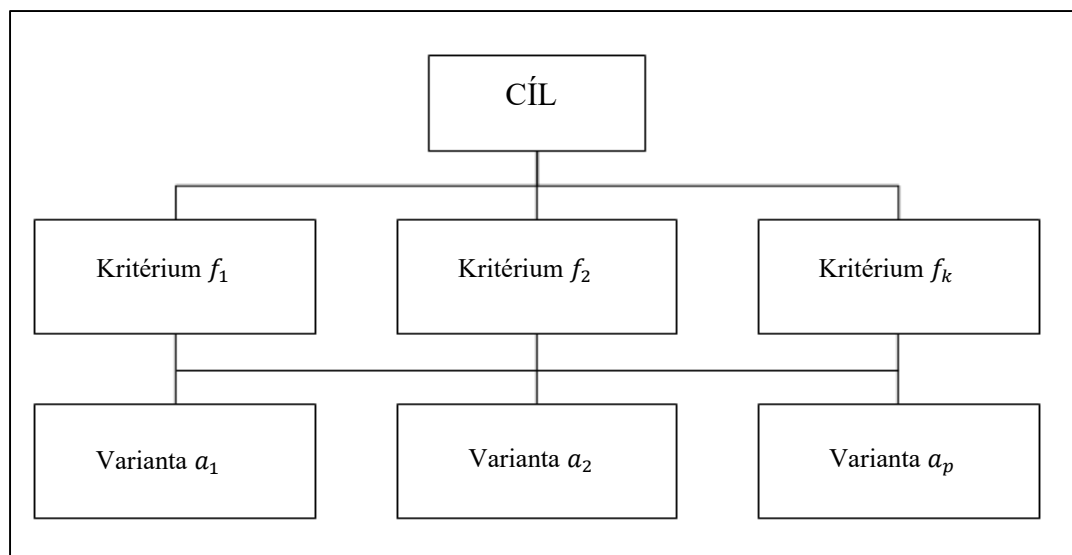 CÍL
Kritérium f₁
Kritérium f₂
Kritérium fₖ
Varianta a₁
Varianta a₂
Varianta aₚ